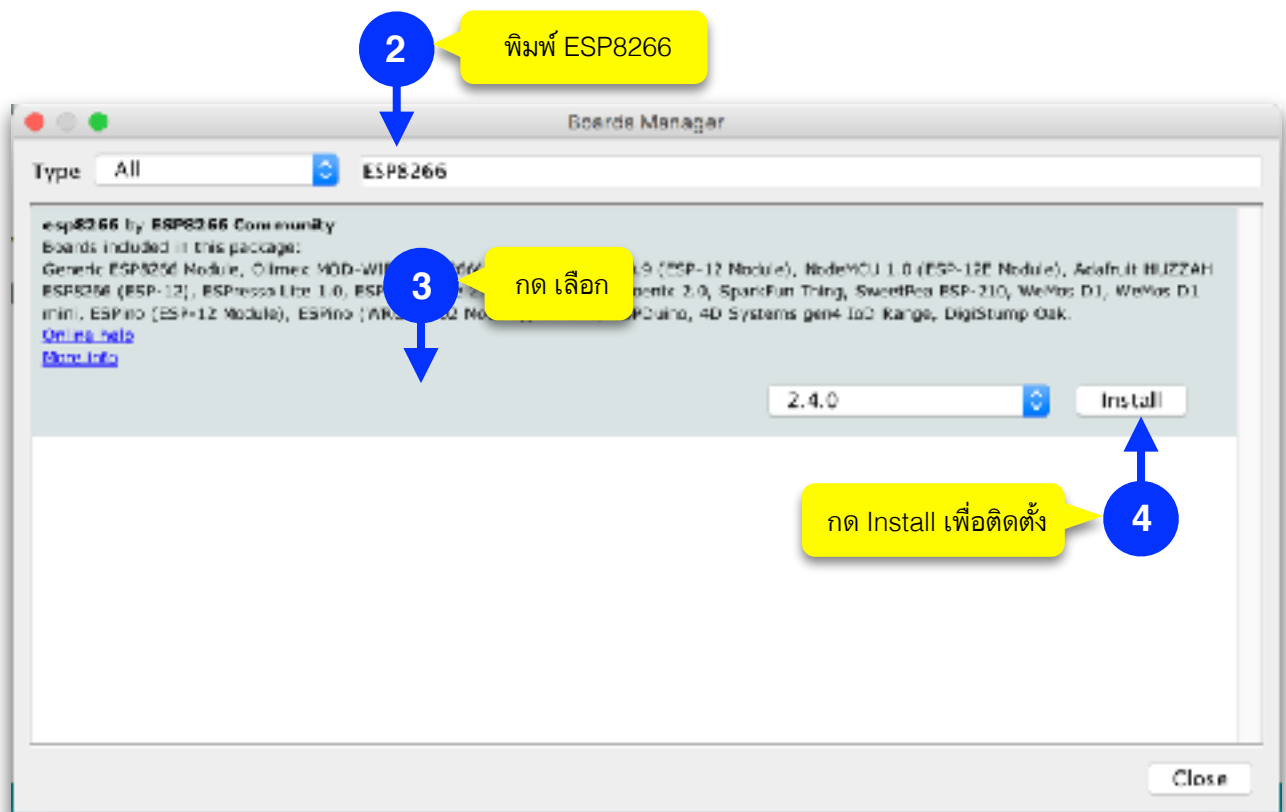 2
พิมพ์ ESP8266
Boards Manager
Type All ESP8266
esp8266 by ESP8266 Community
Boards included in this package:
Generic ESP8266 Module, Olimex MOD-WIF .9 (ESP-12 Module), NodeMCU 1.0 (ESP-12E Module), Adafruit HUZZAH
ESP8266 (ESP-12), ESPresso Lite 1.0, ESP 2.0, SparkFun Thing, SweetPea ESP-210, WeMos D1, WeMos D1
mini, ESPino (ESP-12 Module), ESPino 4D Systems gen4 IoD Range, DigiStump Oak.
3
กด เลือก
Online help
More info
2.4.0 Install
กด Install เพื่อติดตั้ง
4
Close